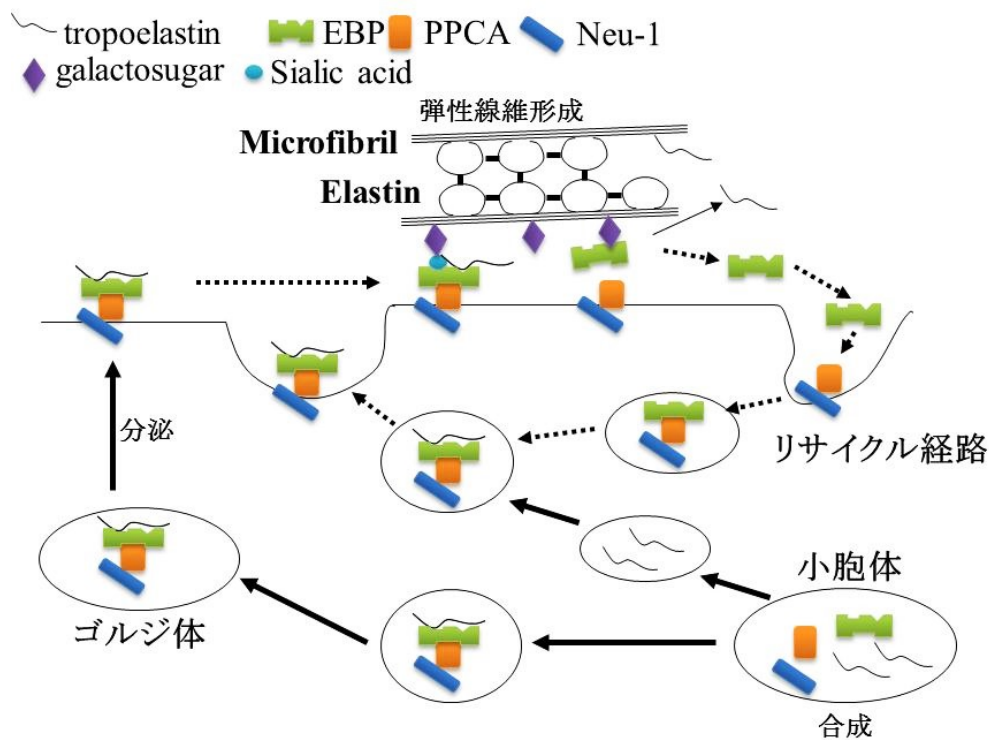 tropoelastin EBP PPCA Neu-1
galactosugar Sialic acid
弾性線維形成
Microfibril
Elastin
分泌
リサイクル経路
小胞体
ゴルジ体
合成